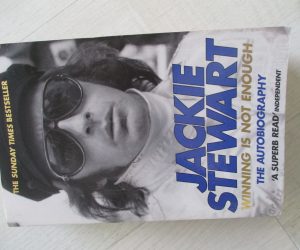 THE SUNDAY TIMES BESTSELLER
JACKIE
STEWART
WINNING IS NOT ENOUGH
THE AUTOBIOGRAPHY
'A SUPERB READ' INDEPENDENT